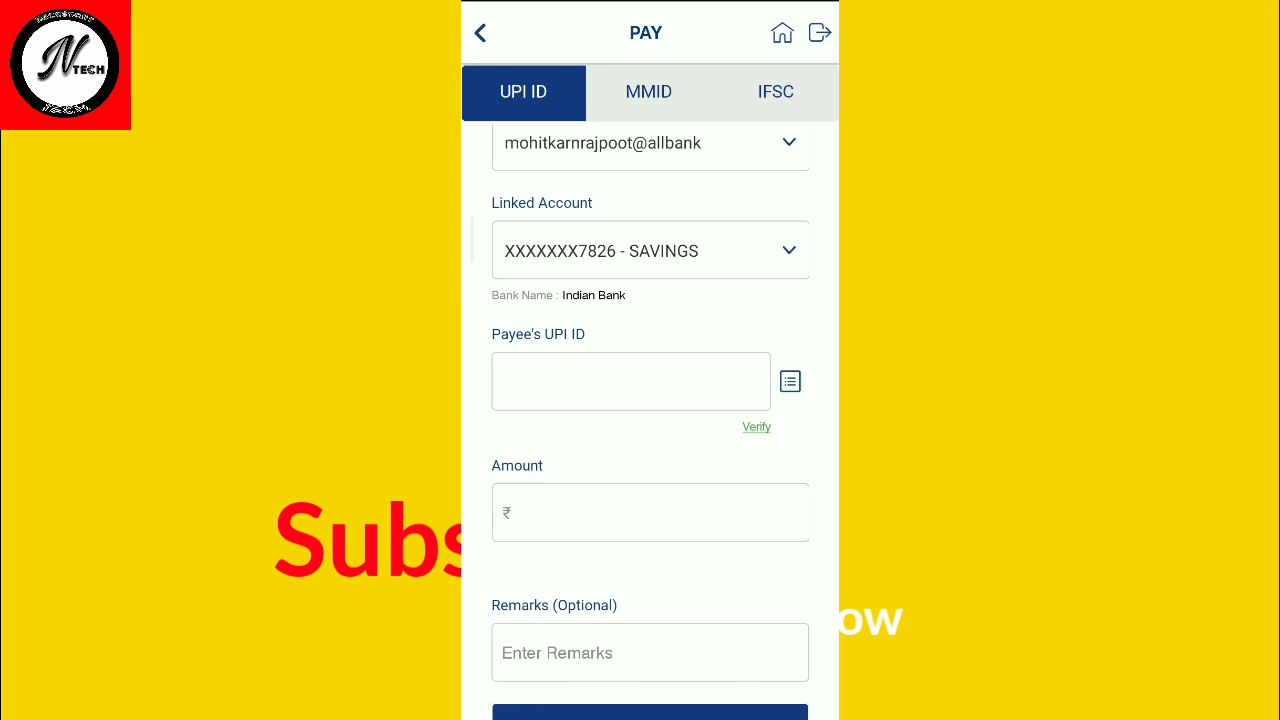 N TECH
TECH
PAY
UPI ID
MMID
IFSC
mohitkarnrajpoot@allbank
Linked Account
XXXXXXX7826 - SAVINGS
Bank Name : Indian Bank
Payee's UPI ID
Verify
Amount
₹
Subs
ow
Remarks (Optional)
Enter Remarks